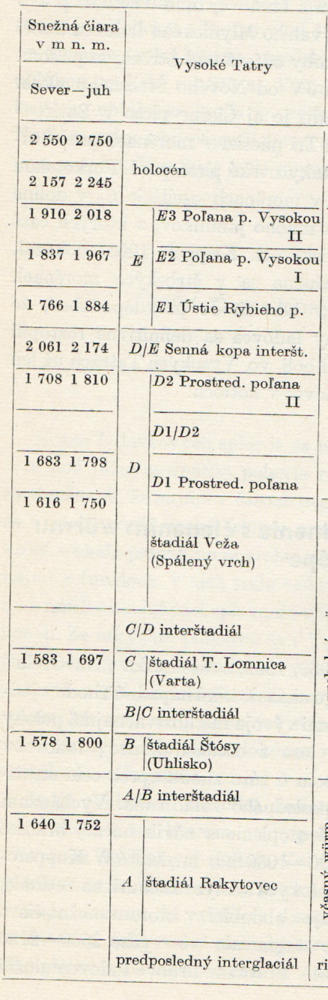 Snežná čiara
v m n. m.
Vysoké Tatry
Sever—juh
2 550 2 750
holocén
2 157 2 245
1 910 2 018 E3 Poľana p. Vysokou
II
1 837 1 967 E E2 Poľana p. Vysokou
I
1 766 1 884 E1 Ústie Rybieho p.
2 061 2 174 D/E Senná kopa interšt.
1 708 1 810 D2 Prostred. poľana
II
D1/D2
1 683 1 798 D
D1 Prostred. poľana
1 616 1 750
štadiál Veža
(Spálený vrch)
C/D interštadiál
1 583 1 697 C štadiál T. Lomnica
(Varta)
B/C interštadiál
1 578 1 800 B štadiál Štósy
(Uhlisko)
A/B interštadiál
1 640 1 752
A štadiál Rakytovec
včasný würm
predposledný interglaciál ri